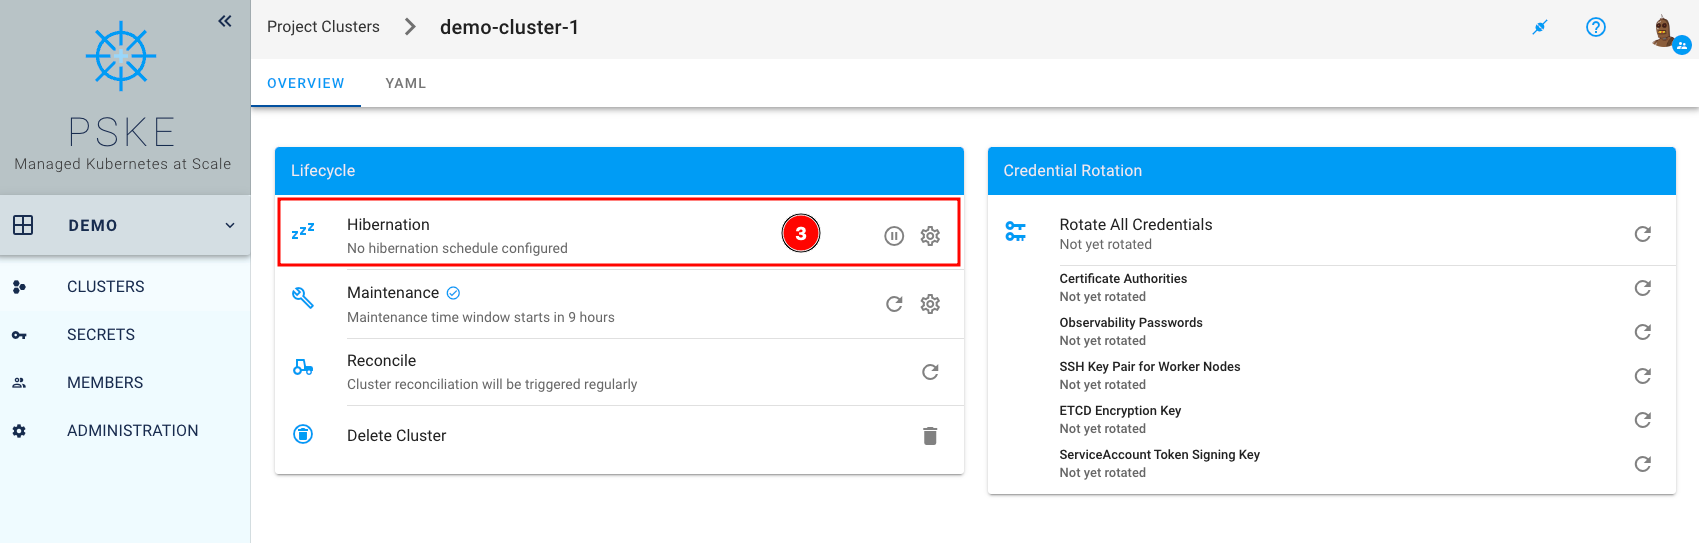 Project Clusters
demo-cluster-1
OVERVIEW
YAML
PSKE
Managed Kubernetes at Scale
DEMO
CLUSTERS
SECRETS
MEMBERS
ADMINISTRATION
Lifecycle
zzz
Hibernation
No hibernation schedule configured
3
Maintenance
Maintenance time window starts in 9 hours
Reconcile
Cluster reconciliation will be triggered regularly
Delete Cluster
Credential Rotation
Rotate All Credentials
Not yet rotated
Certificate Authorities
Not yet rotated
Observability Passwords
Not yet rotated
SSH Key Pair for Worker Nodes
Not yet rotated
ETCD Encryption Key
Not yet rotated
ServiceAccount Token Signing Key
Not yet rotated